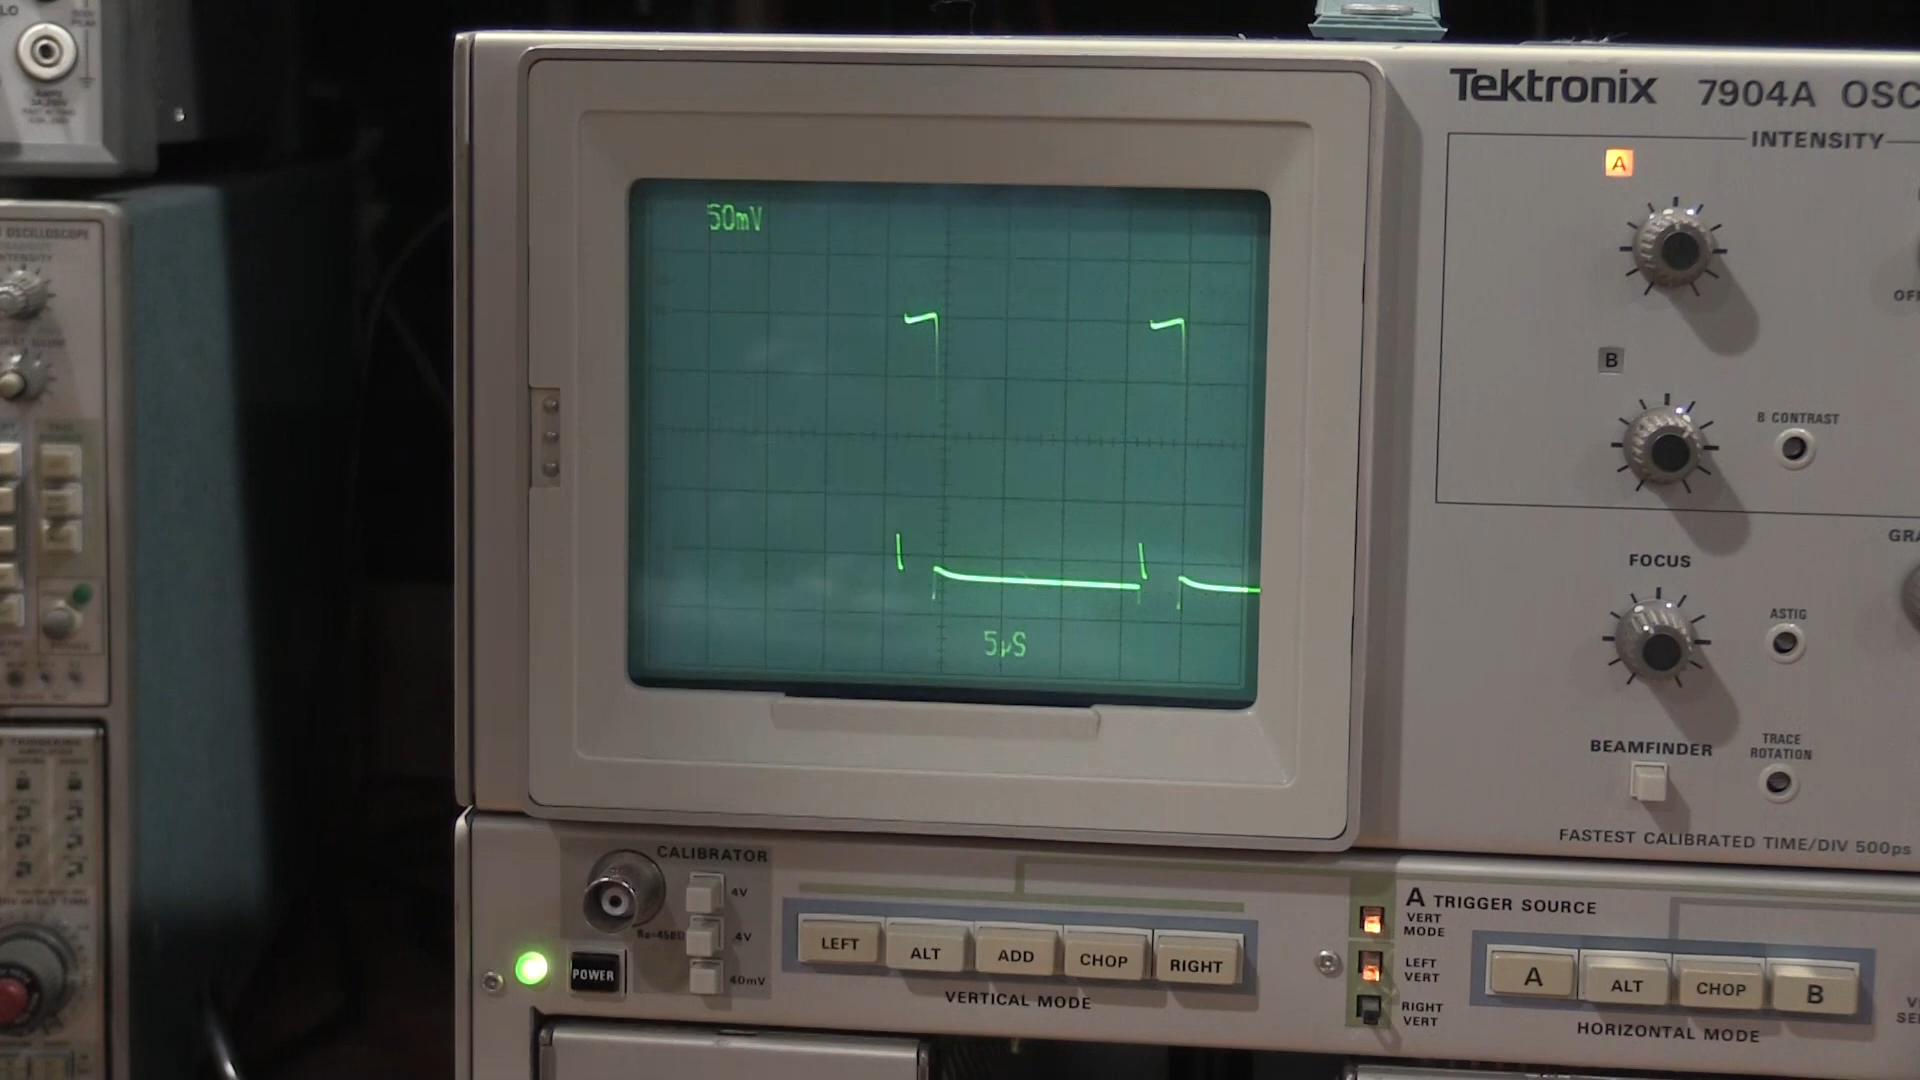 Tektronix 7904A OSC
INTENSITY
A
B
B CONTRAST
FOCUS
ASTIG
BEAMFINDER
TRACE
ROTATION
FASTEST CALIBRATED TIME/DIV 500ps
50mV
5µS
CALIBRATOR
4V
.4V
40mV
POWER
LEFT
ALT
ADD
CHOP
RIGHT
VERTICAL MODE
A TRIGGER SOURCE
VERT
MODE
LEFT
VERT
RIGHT
VERT
A
ALT
CHOP
B
HORIZONTAL MODE
OSCILLOSCOPE